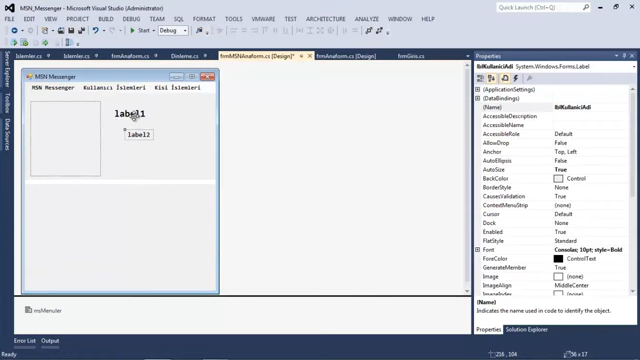 MSN_Messenger - Microsoft Visual Studio (Administrator)
Quick Launch (Ctrl+Q)
FILE EDIT VIEW PROJECT BUILD DEBUG TEAM SQL FORMAT TOOLS TEST ARCHITECTURE ANALYZE WINDOW HELP
Start Debug
Islemler.cs Islemler.cs frmAnaform.cs Dinleme.cs frmMSNAnaform.cs [Design]* frmAnaform.cs [Design] frmGiris.cs
Server Explorer
Toolbox
Data Sources
MSN Messenger
MSN Messenger Kullanıcı İşlemleri Kisi İşlemleri
label1
label2
msMenuler
Properties
lblKullaniciAdi System.Windows.Forms.Label
(ApplicationSettings)
(DataBindings)
(Name) lblKullaniciAdi
AccessibleDescription
AccessibleName
AccessibleRole Default
AllowDrop False
Anchor Top, Left
AutoEllipsis False
AutoSize True
BackColor Control
BorderStyle None
CausesValidation True
ContextMenuStrip (none)
Cursor Default
Dock None
Enabled True
FlatStyle Standard
Font Consolas; 10pt; style=Bold
ForeColor ControlText
GenerateMember True
Image (none)
ImageAlign MiddleCenter
ImageIndex (none)
(Name)
Indicates the name used in code to identify the object.
Properties Solution Explorer
Error List Output
Ready
216 , 104
56 x 17